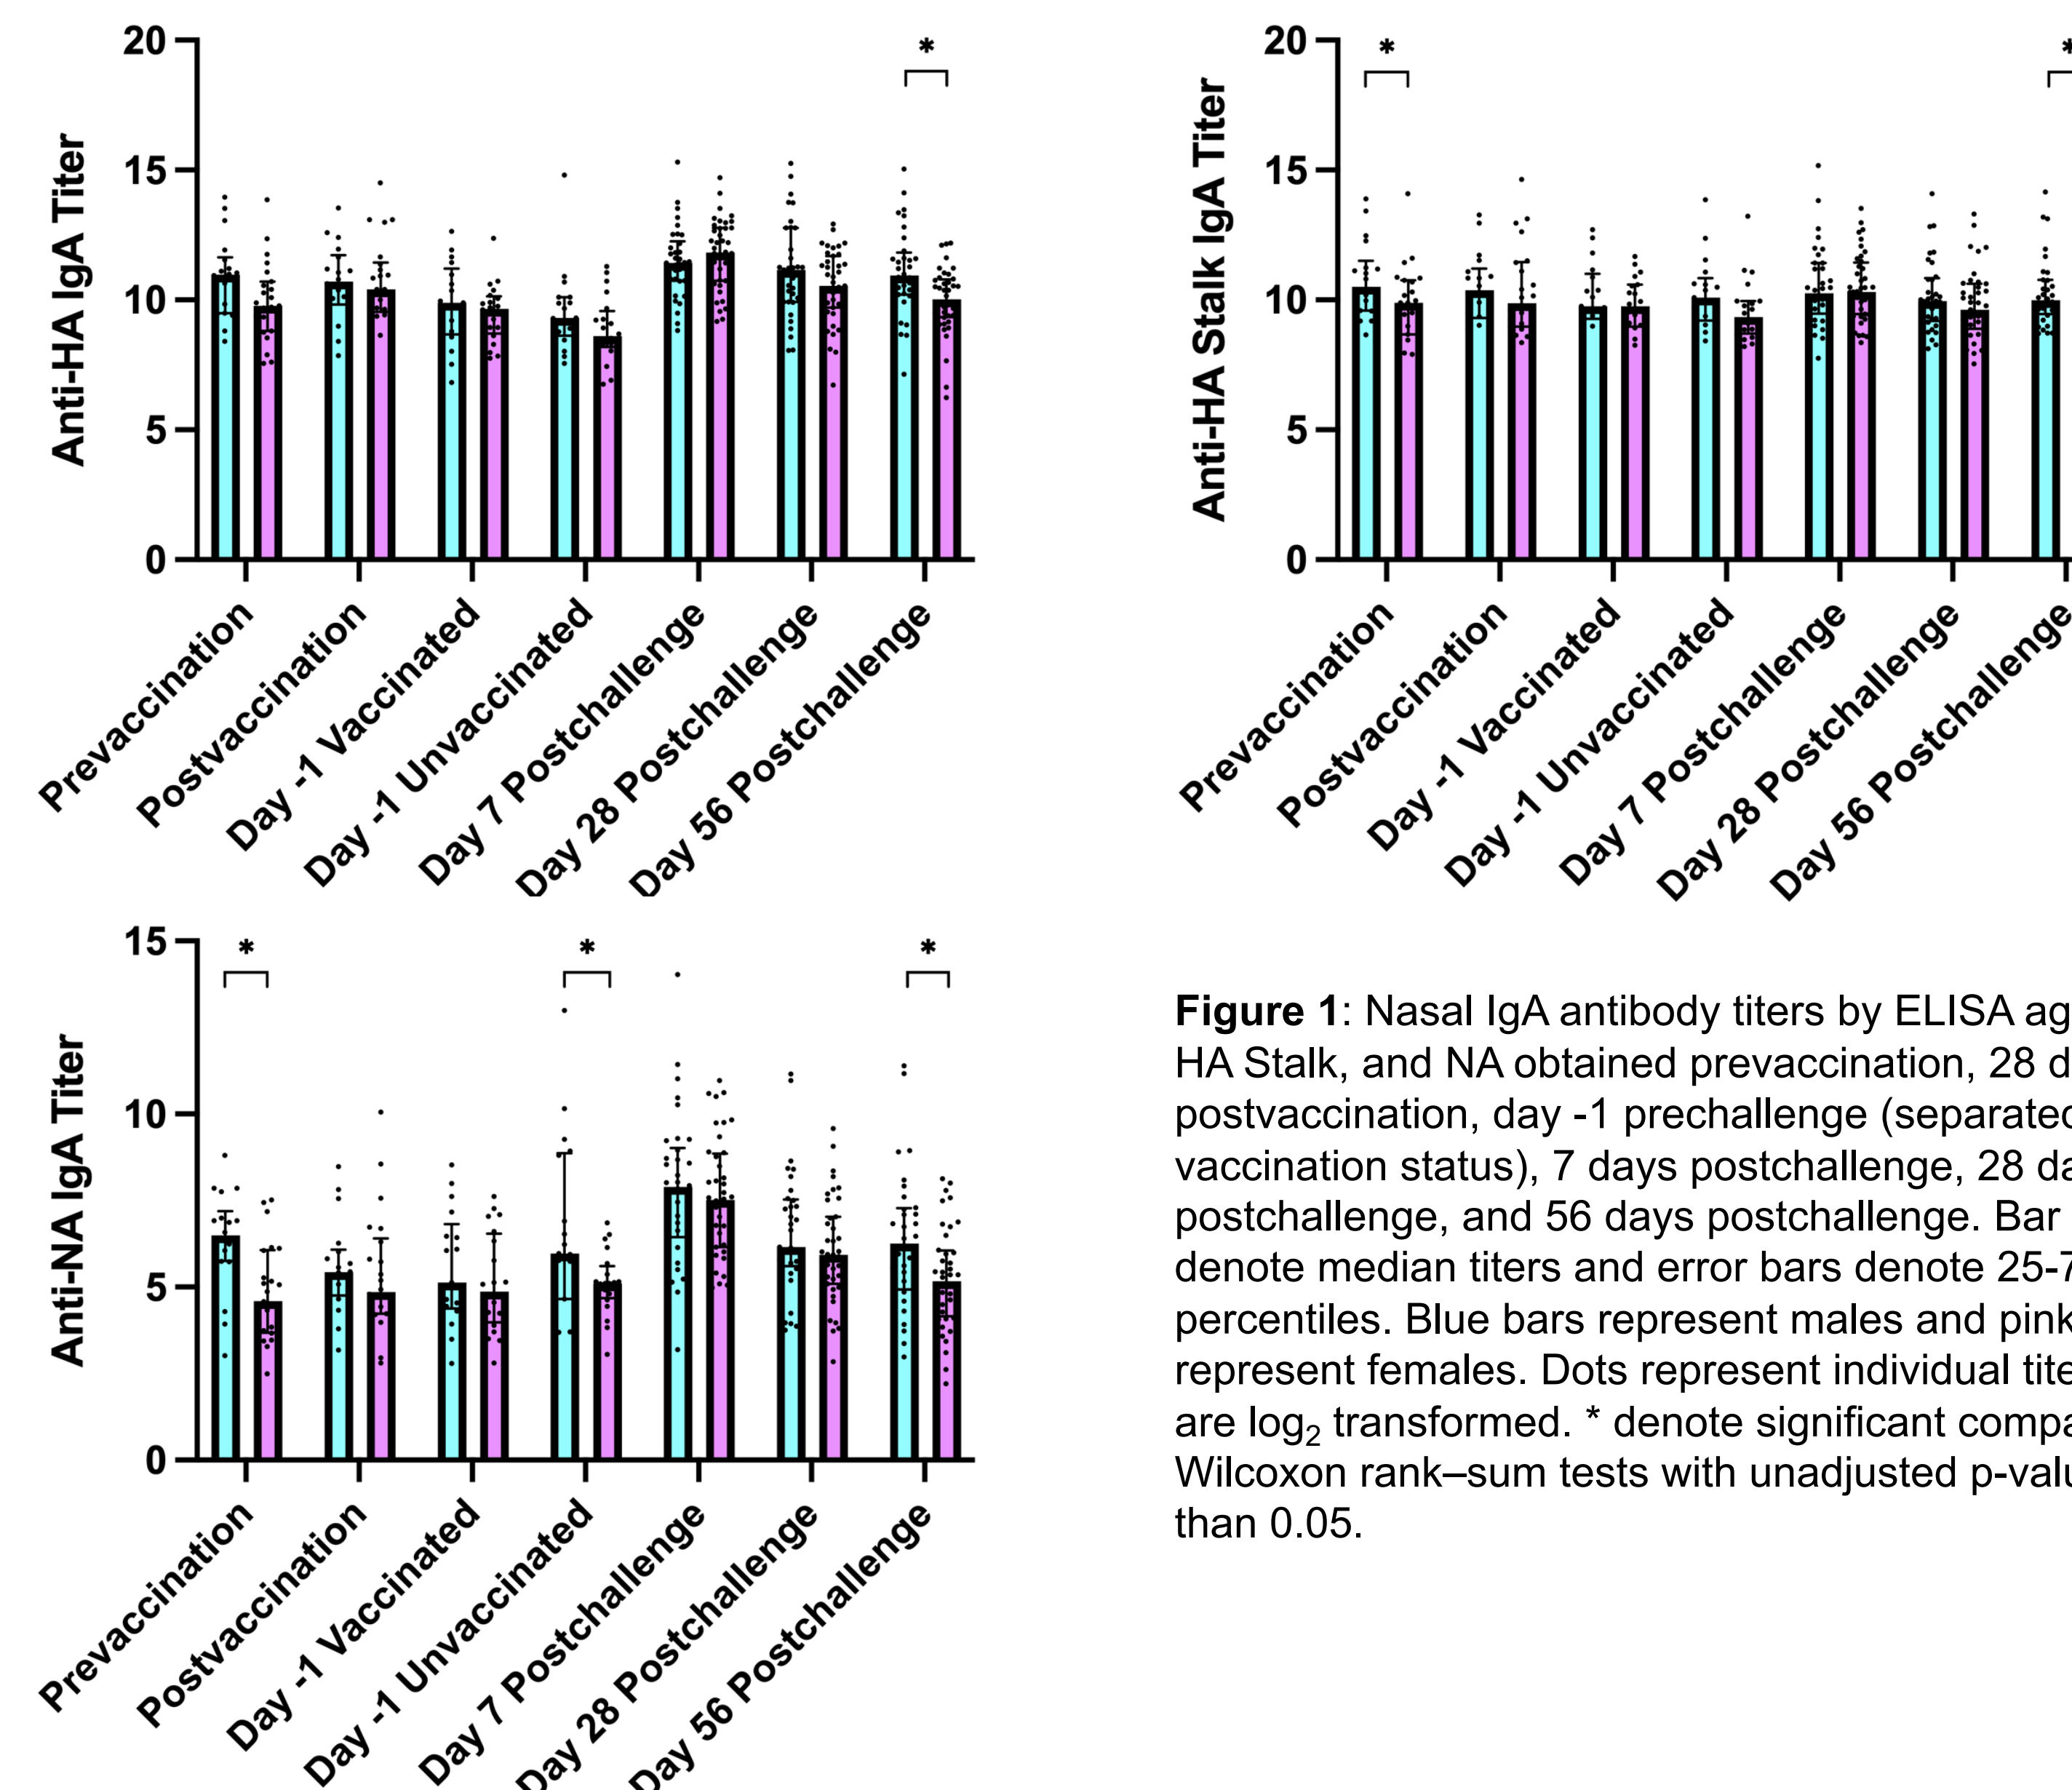 20
15
10
5
0
Anti-HA IgA Titer
*
Prevaccination
Postvaccination
Day -1 Vaccinated
Day -1 Unvaccinated
Day 7 Postchallenge
Day 28 Postchallenge
Day 56 Postchallenge
20
15
10
5
0
Anti-HA Stalk IgA Titer
*
*
Prevaccination
Postvaccination
Day -1 Vaccinated
Day -1 Unvaccinated
Day 7 Postchallenge
Day 28 Postchallenge
Day 56 Postchallenge
15
10
5
0
Anti-NA IgA Titer
*
*
*
Prevaccination
Postvaccination
Day -1 Vaccinated
Day -1 Unvaccinated
Day 7 Postchallenge
Day 28 Postchallenge
Day 56 Postchallenge
Figure 1: Nasal IgA antibody titers by ELISA
HA Stalk, and NA obtained prevaccination, 28
postvaccination, day -1 prechallenge (separated
vaccination status), 7 days postchallenge, 28
postchallenge, and 56 days postchallenge. Bar
denote median titers and error bars denote 25-
percentiles. Blue bars represent males and pink
represent females. Dots represent individual
are log₂ transformed. * denote significant
Wilcoxon rank–sum tests with unadjusted
than 0.05.